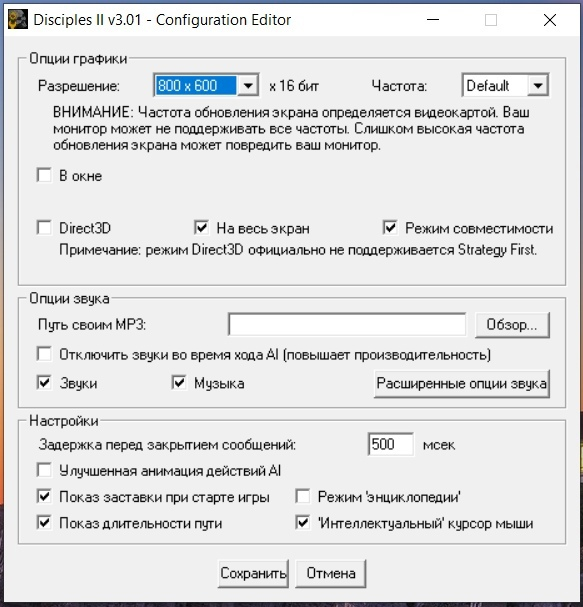 Disciples II v3.01 - Configuration Editor
Опции графики
Разрешение: 800 x 600 x 16 бит Частота: Default
ВНИМАНИЕ: Частота обновления экрана определяется видеокартой. Ваш
монитор может не поддерживать все частоты. Слишком высокая частота
обновления экрана может повредить ваш монитор.
В окне
Direct3D На весь экран Режим совместимости
Примечание: режим Direct3D официально не поддерживается Strategy First.
Опции звука
Путь своим MP3: Обзор...
Отключить звуки во время хода AI (повышает производительность)
Звуки Музыка Расширенные опции звука
Настройки
Задержка перед закрытием сообщений: 500 мсек
Улучшенная анимация действий AI
Показ заставки при старте игры Режим 'энциклопедии'
Показ длительности пути 'Интеллектуальный' курсор мыши
Сохранить Отмена